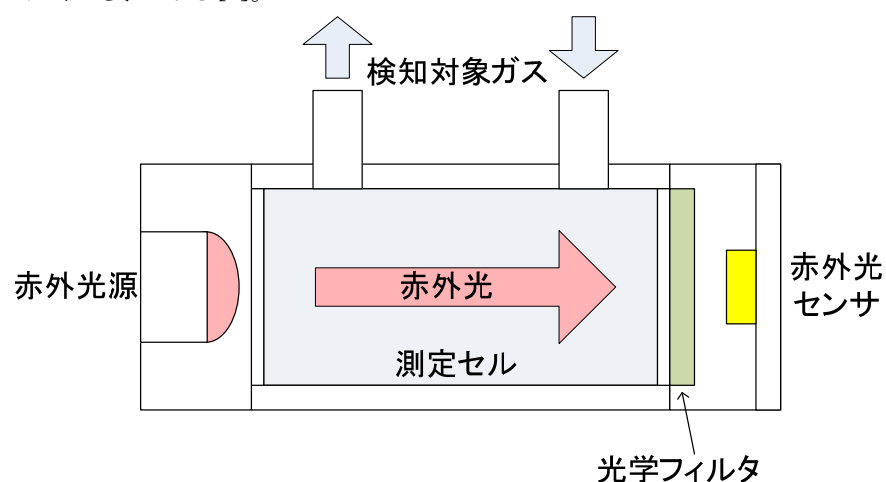 検知対象ガス
赤外光源
赤外光
赤外光
センサ
測定セル
光学フィルタ